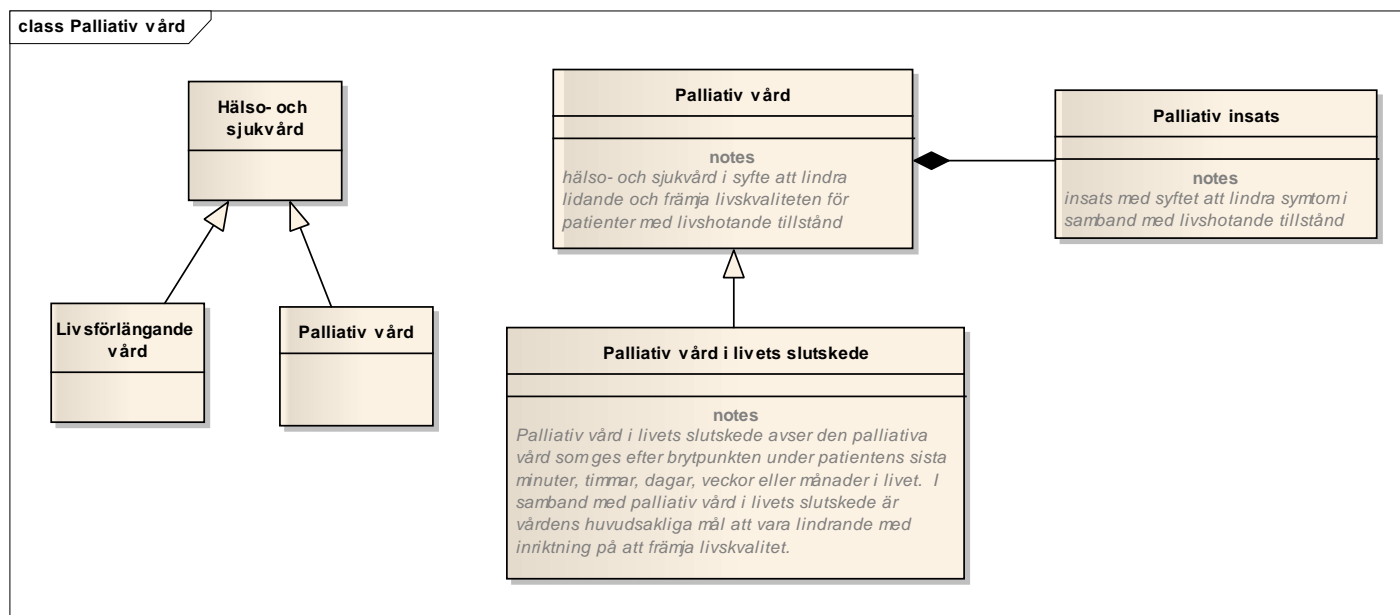 class Palliativ vård
Hälso- och
sjukvård
Livsförlängande
vård
Palliativ vård
Palliativ vård
notes
hälso- och sjukvård i syfte att lindra
lidande och främja livskvaliteten för
patienter med livshotande tillstånd
Palliativ insats
notes
insats med syftet att lindra symtom i
samband med livshotande tillstånd
Palliativ vård i livets slutskede
notes
Palliativ vård i livets slutskede avser den palliativa
vård som ges efter brytpunkten under patientens sista
minuter, timmar, dagar, veckor eller månader i livet. I
samband med palliativ vård i livets slutskede är
vårdens huvudsakliga mål att vara lindrande med
inriktning på att främja livskvalitet.